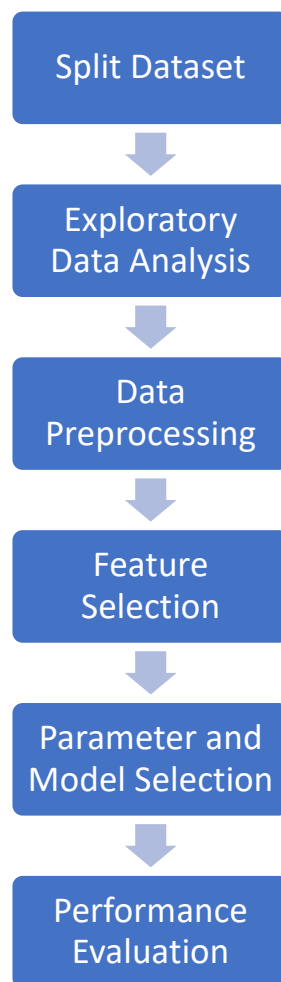 Split Dataset
Exploratory
Data Analysis
Data
Preprocessing
Feature
Selection
Parameter and
Model Selection
Performance
Evaluation